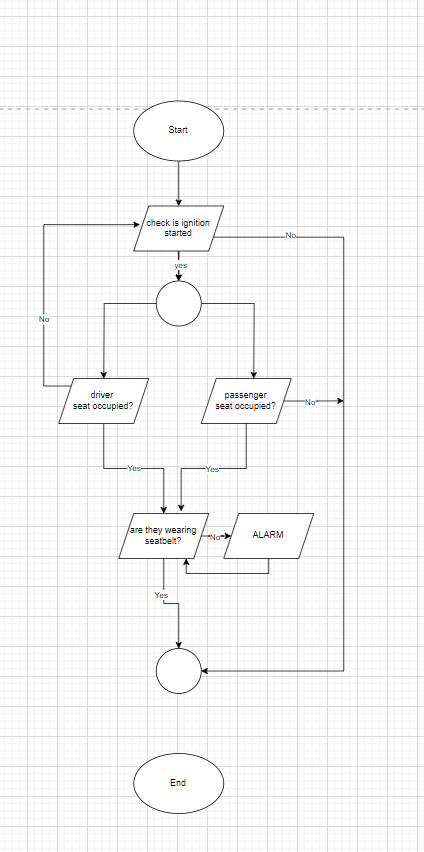 Start
check is ignition
started
No
yes
No
driver
seat occupied?
passenger
seat occupied?
No
Yes
Yes
are they wearing
seatbelt?
No
ALARM
Yes
End